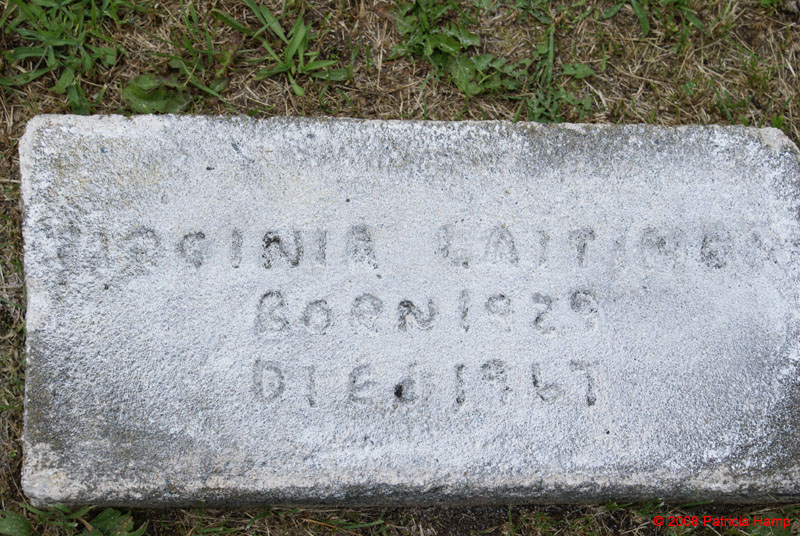 VIRGINIA
BORN 1929
DIED 1967
© 2008 Patricia Hamp